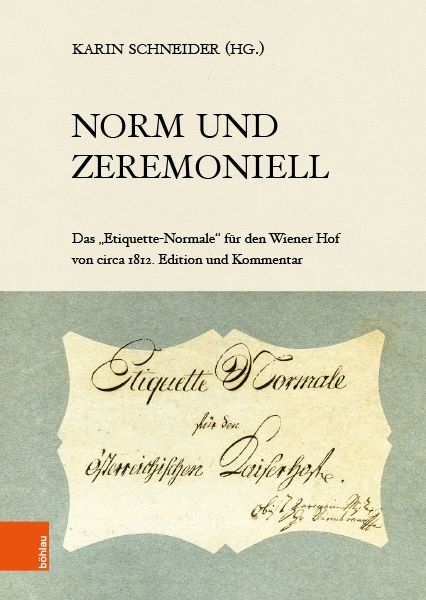 KARIN SCHNEIDER (HG.)
NORM UND
ZEREMONIELL
Das „Etiquette-Normale“ für den Wiener Hof
von circa 1812. Edition und Kommentar
Etiquette Normale
für den
österreichischen Kaiserhofe.
böhlau